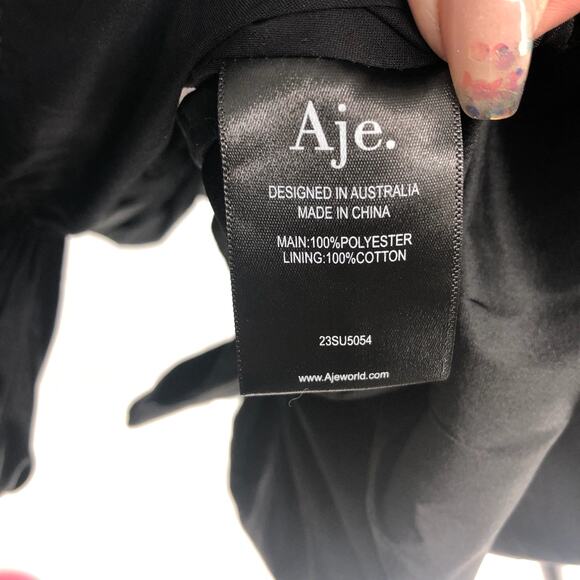 Aje.
DESIGNED IN AUSTRALIA
MADE IN CHINA
MAIN:100%POLYESTER
LINING:100%COTTON
23SU5054
www.Ajeworld.com